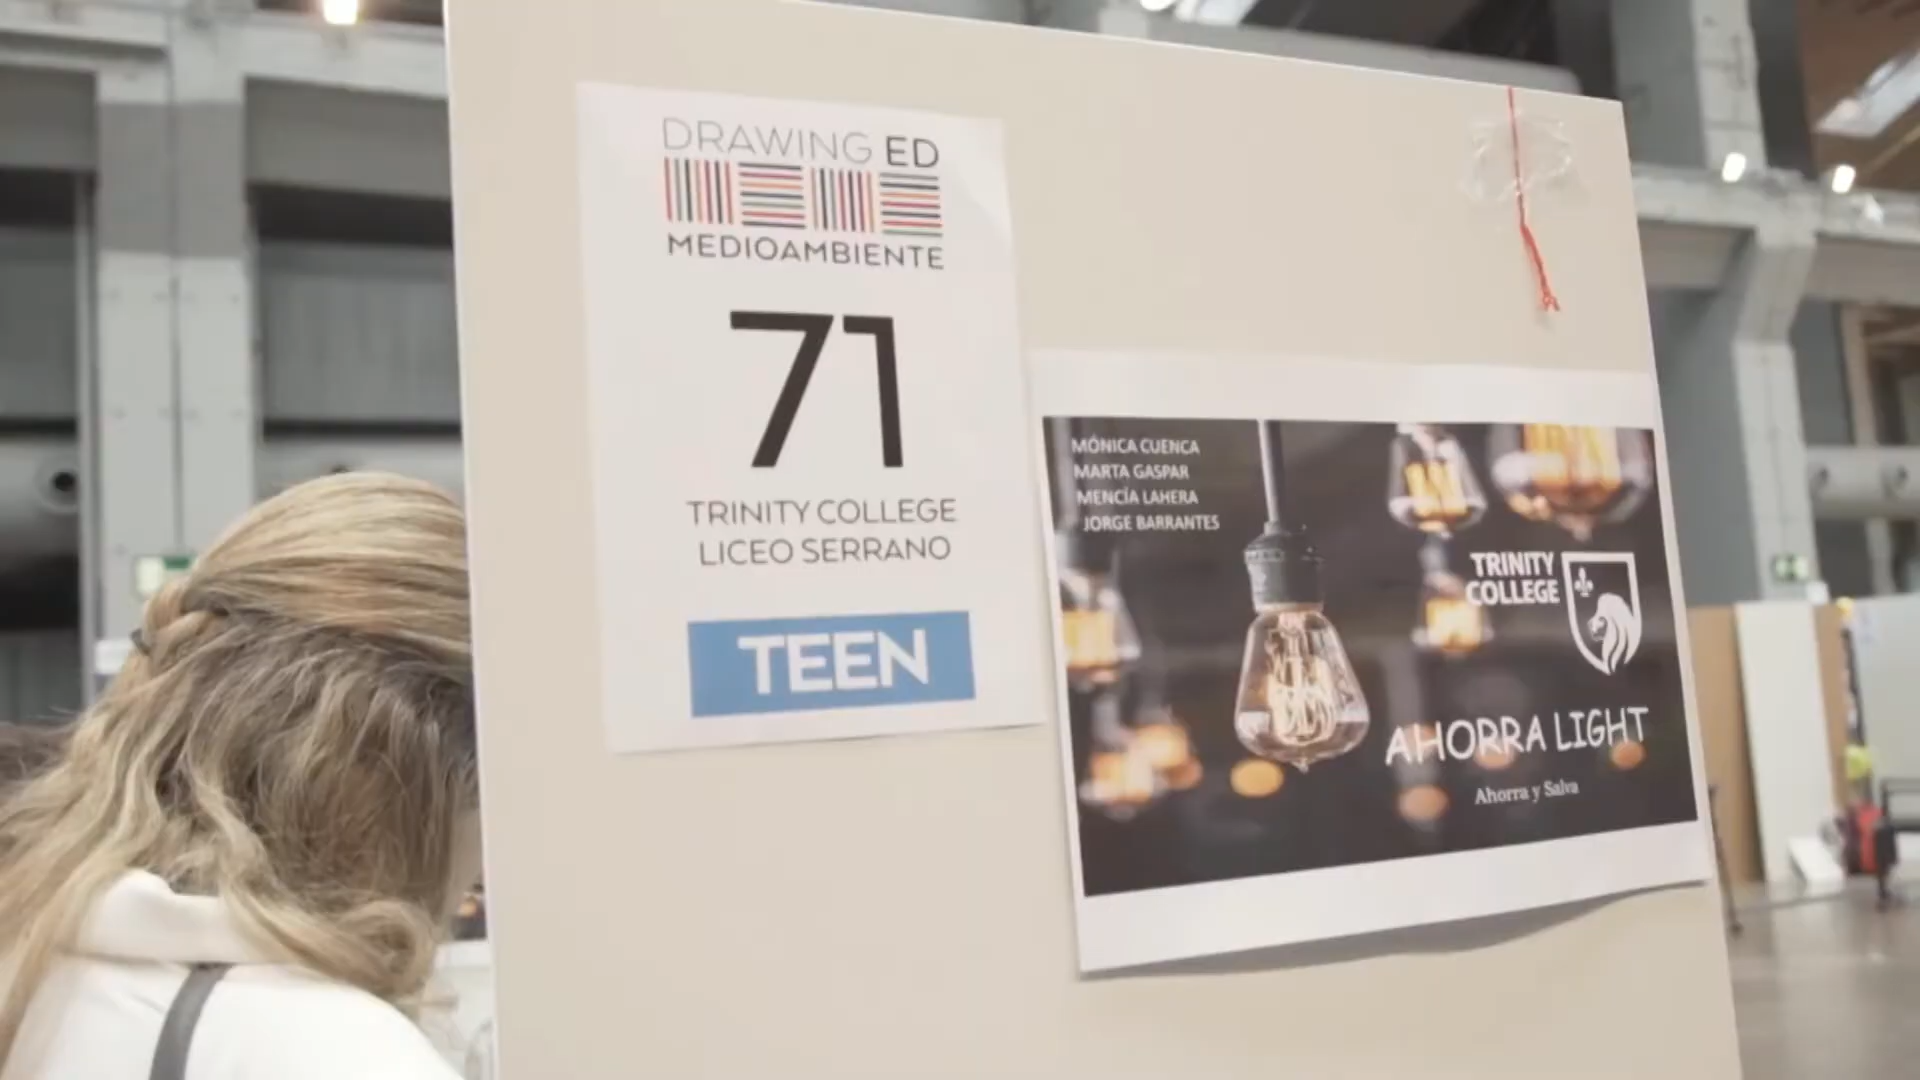 DRAWING ED
MEDIOAMBIENTE
71
TRINITY COLLEGE
LICEO SERRANO
TEEN
MÓNICA CUENCA
MARTA GASPAR
MENCÍA LAHERA
JORGE BARRANTES
TRINITY
COLLEGE
AHORRA LIGHT
Ahorra y Salva